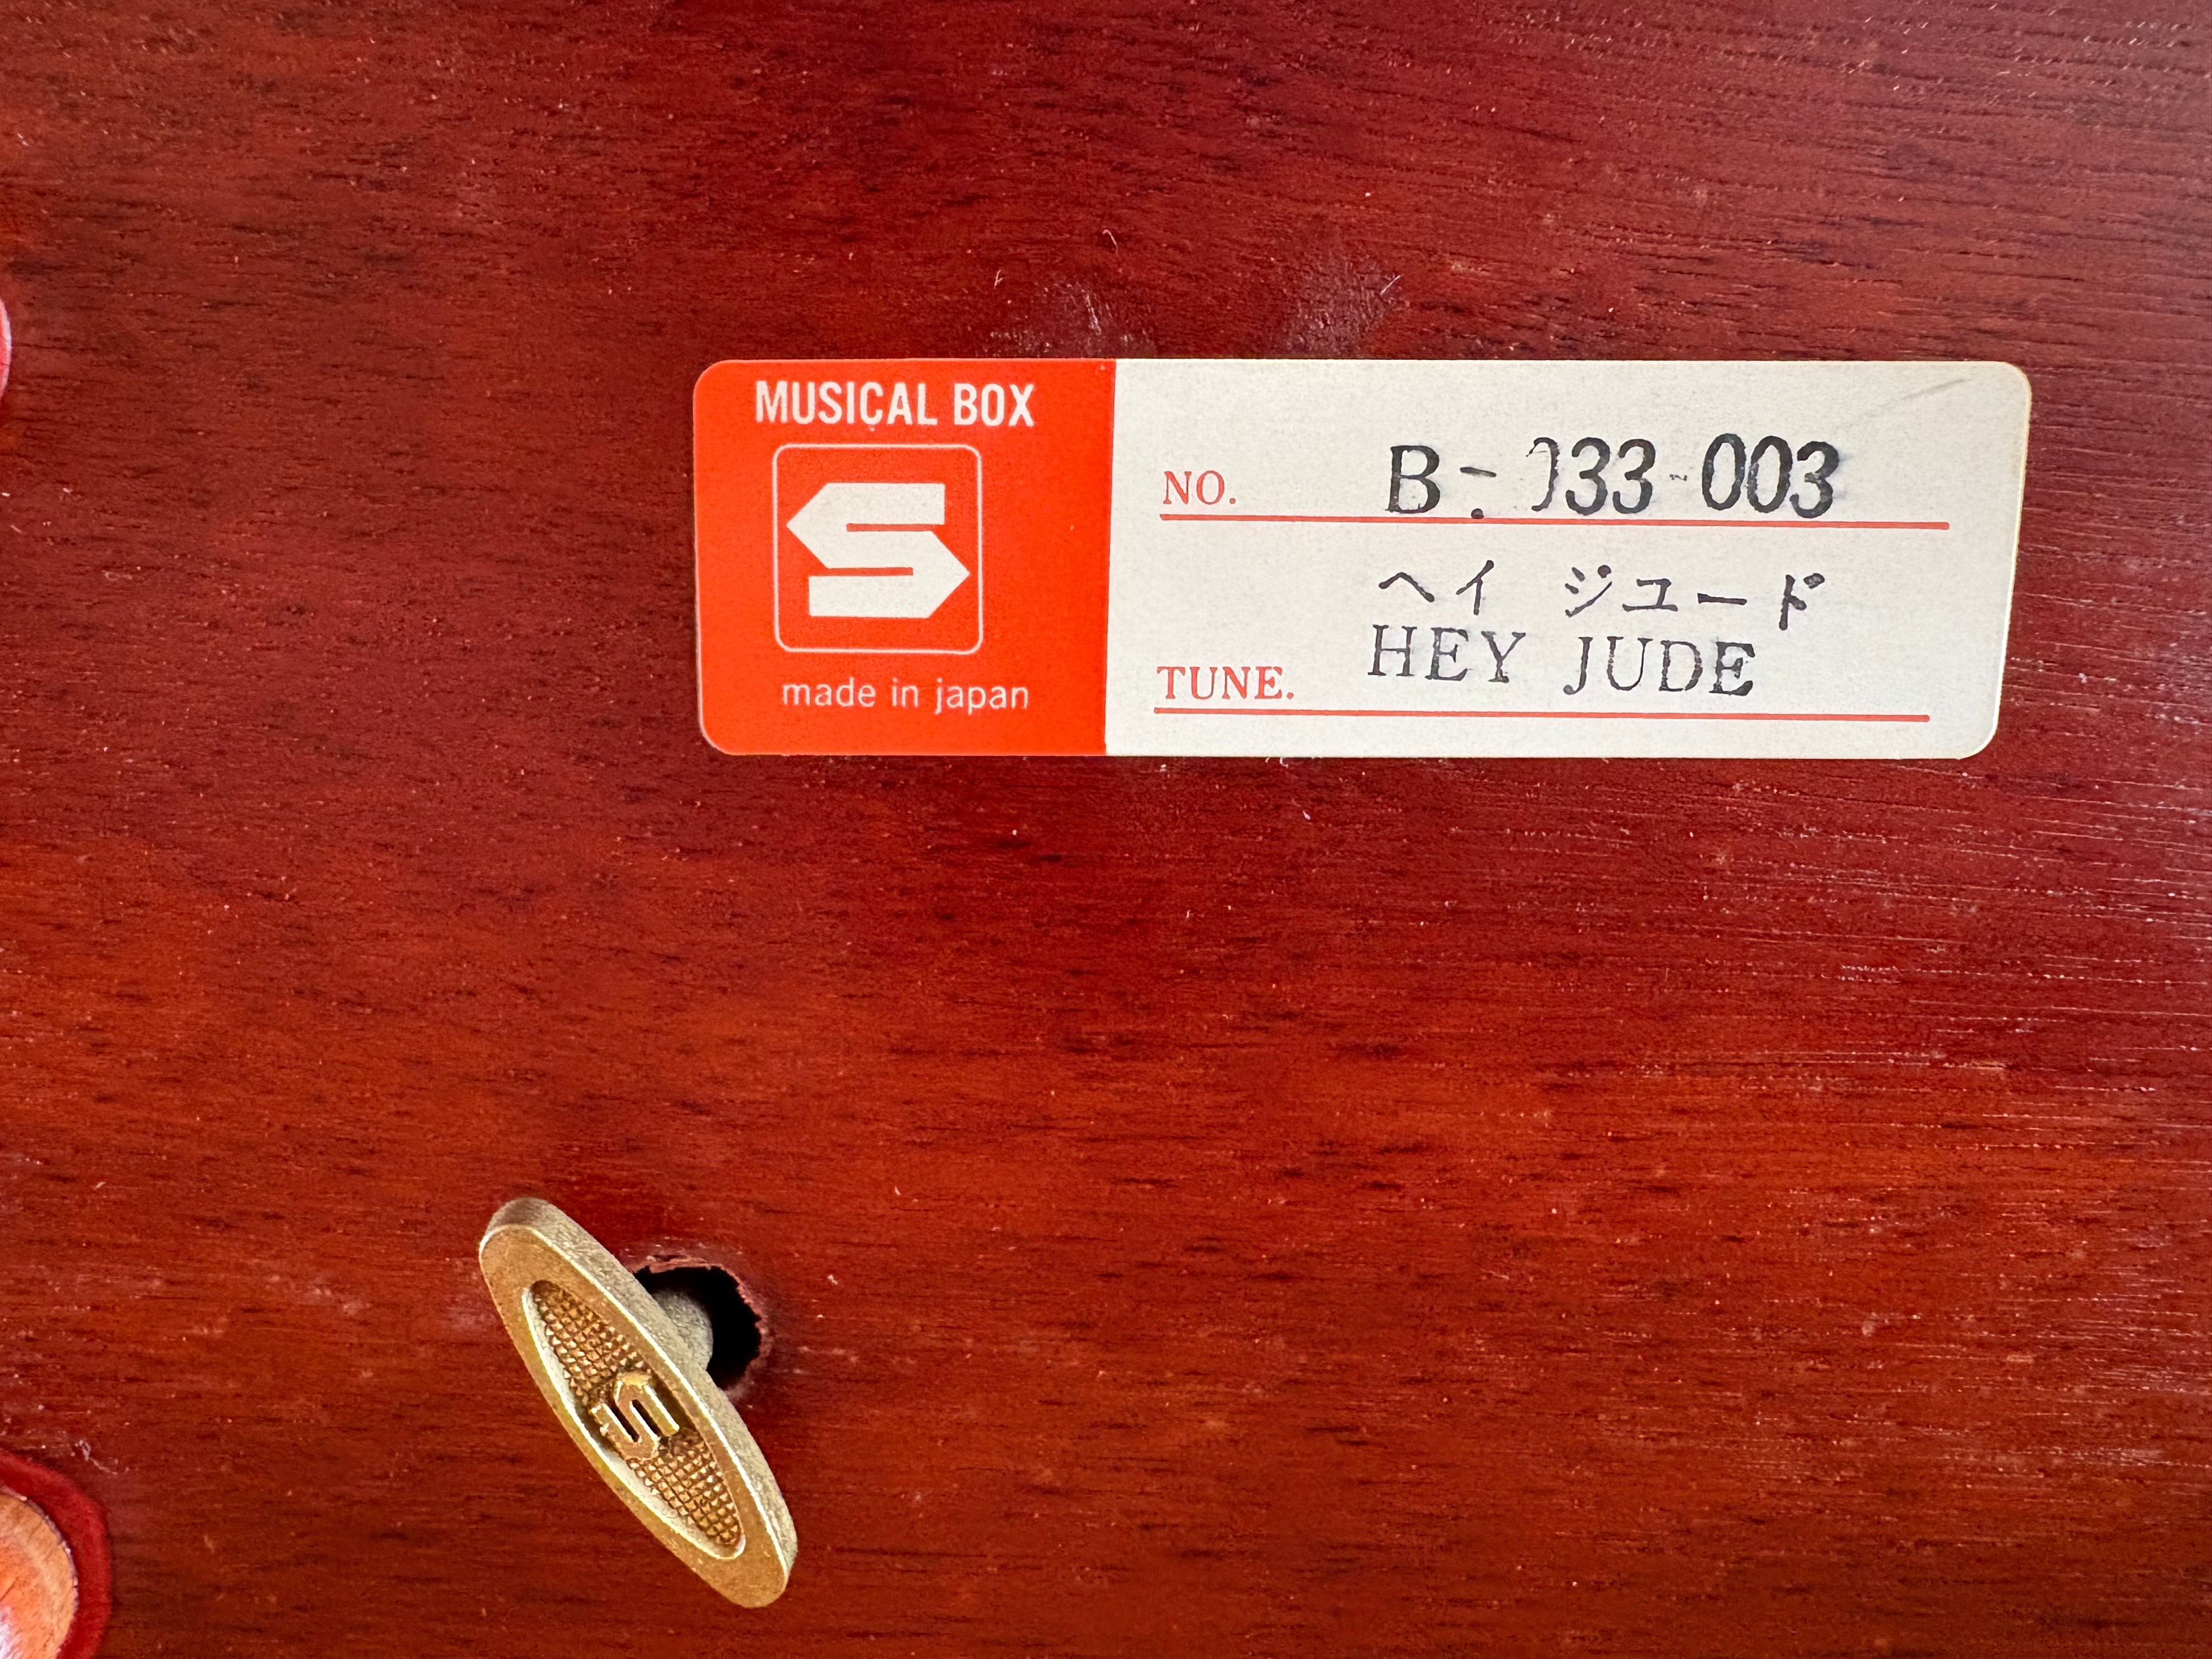 MUSICAL BOX
S
made in japan
NO. B-033-003
ヘイ ジュード
TUNE. HEY JUDE
S